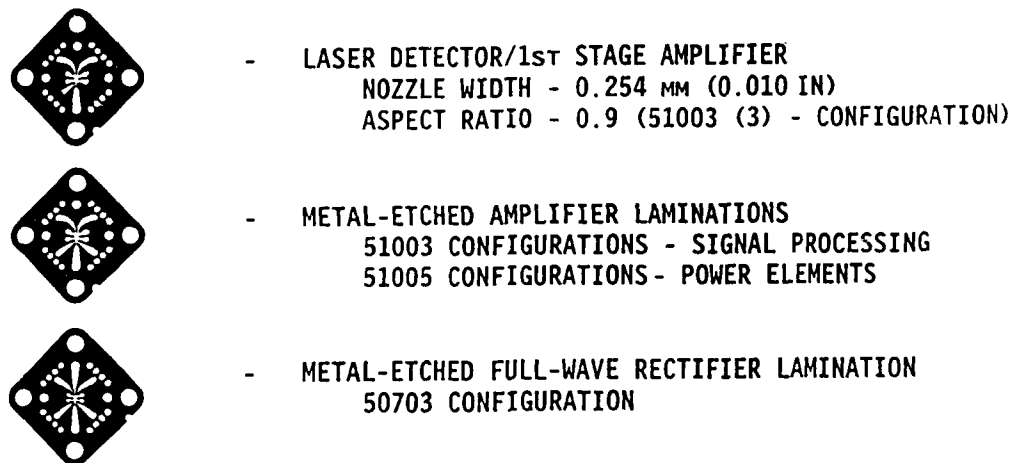 - LASER DETECTOR/1ST STAGE AMPLIFIER
NOZZLE WIDTH - 0.254 MM (0.010 IN)
ASPECT RATIO - 0.9 (51003 (3) - CONFIGURATION)
- METAL-ETCHED AMPLIFIER LAMINATIONS
51003 CONFIGURATIONS - SIGNAL PROCESSING
51005 CONFIGURATIONS - POWER ELEMENTS
- METAL-ETCHED FULL-WAVE RECTIFIER LAMINATION
50703 CONFIGURATION